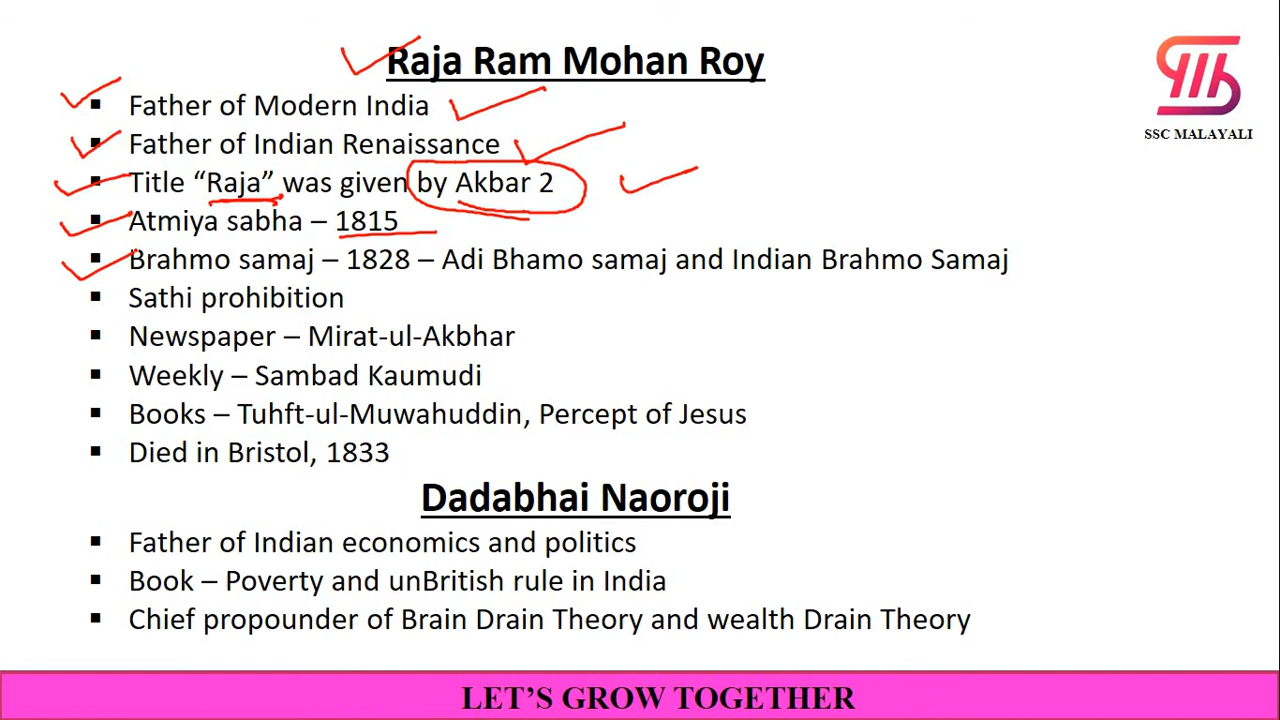 Raja Ram Mohan Roy
SSC MALAYALI
▪ Father of Modern India
▪ Father of Indian Renaissance
▪ Title “Raja” was given by Akbar 2
▪ Atmiya sabha – 1815
▪ Brahmo samaj – 1828 – Adi Bhamo samaj and Indian Brahmo Samaj
▪ Sathi prohibition
▪ Newspaper – Mirat-ul-Akbhar
▪ Weekly – Sambad Kaumudi
▪ Books – Tuhft-ul-Muwahuddin, Percept of Jesus
▪ Died in Bristol, 1833
Dadabhai Naoroji
▪ Father of Indian economics and politics
▪ Book – Poverty and unBritish rule in India
▪ Chief propounder of Brain Drain Theory and wealth Drain Theory
LET’S GROW TOGETHER